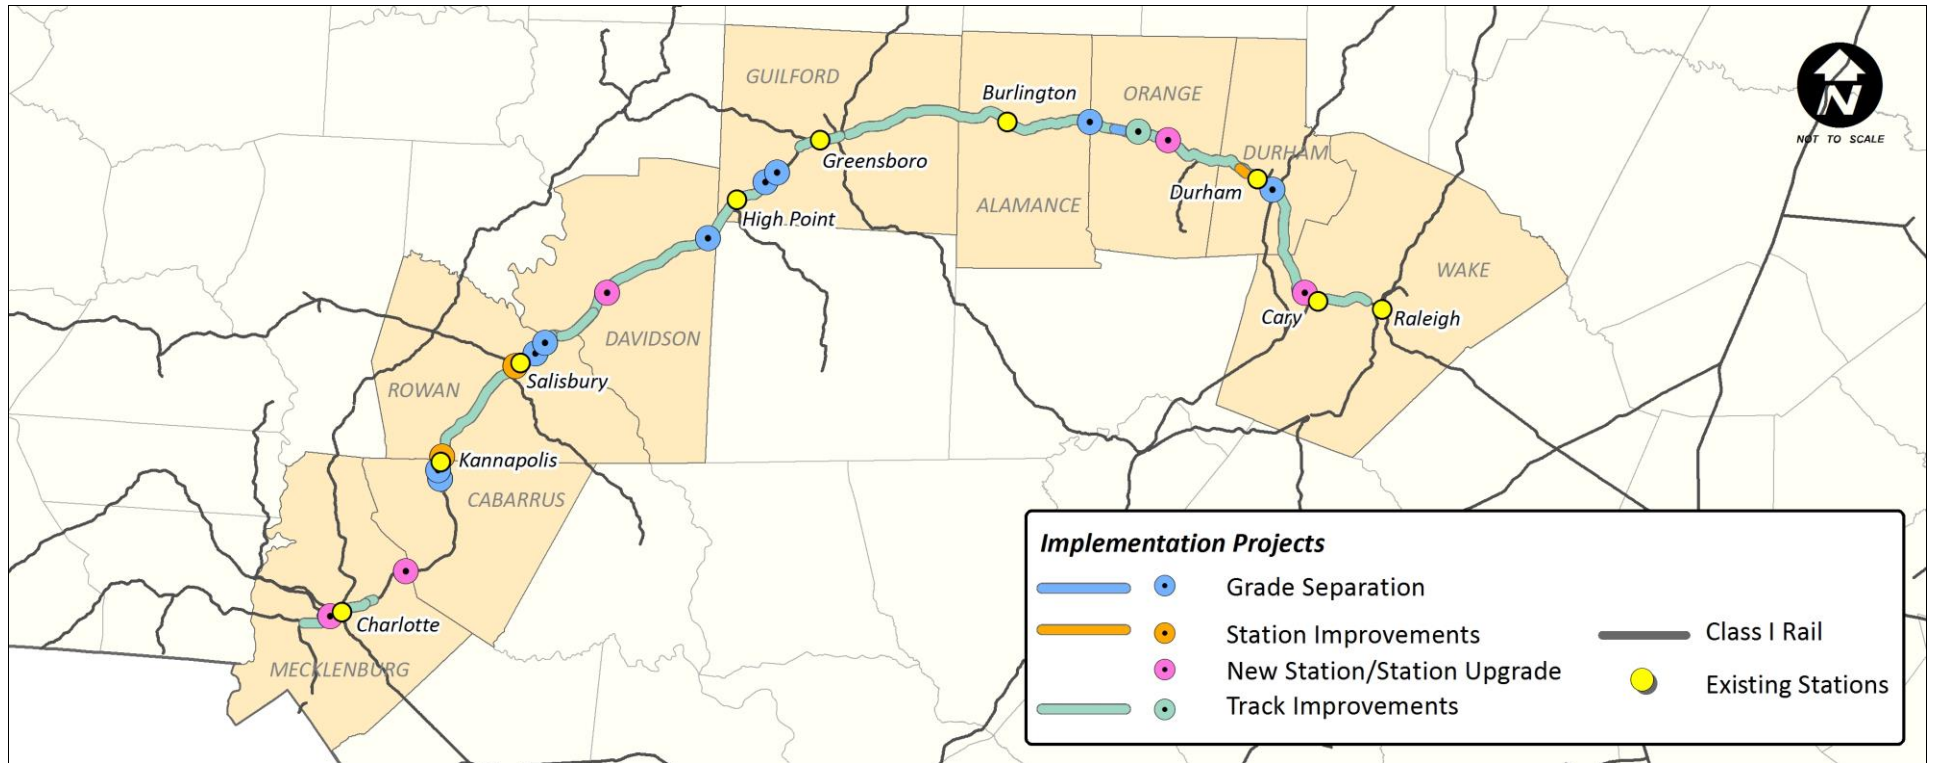 GUILFORD
Burlington
ORANGE
N
NOT TO SCALE
Greensboro
DURHAM
Durham
High Point
ALAMANCE
WAKE
Cary
Raleigh
DAVIDSON
Salisbury
ROWAN
Kannapolis
CABARRUS
Charlotte
MECKLENBURG
Implementation Projects
Grade Separation
Station Improvements
New Station/Station Upgrade
Track Improvements
Class I Rail
Existing Stations